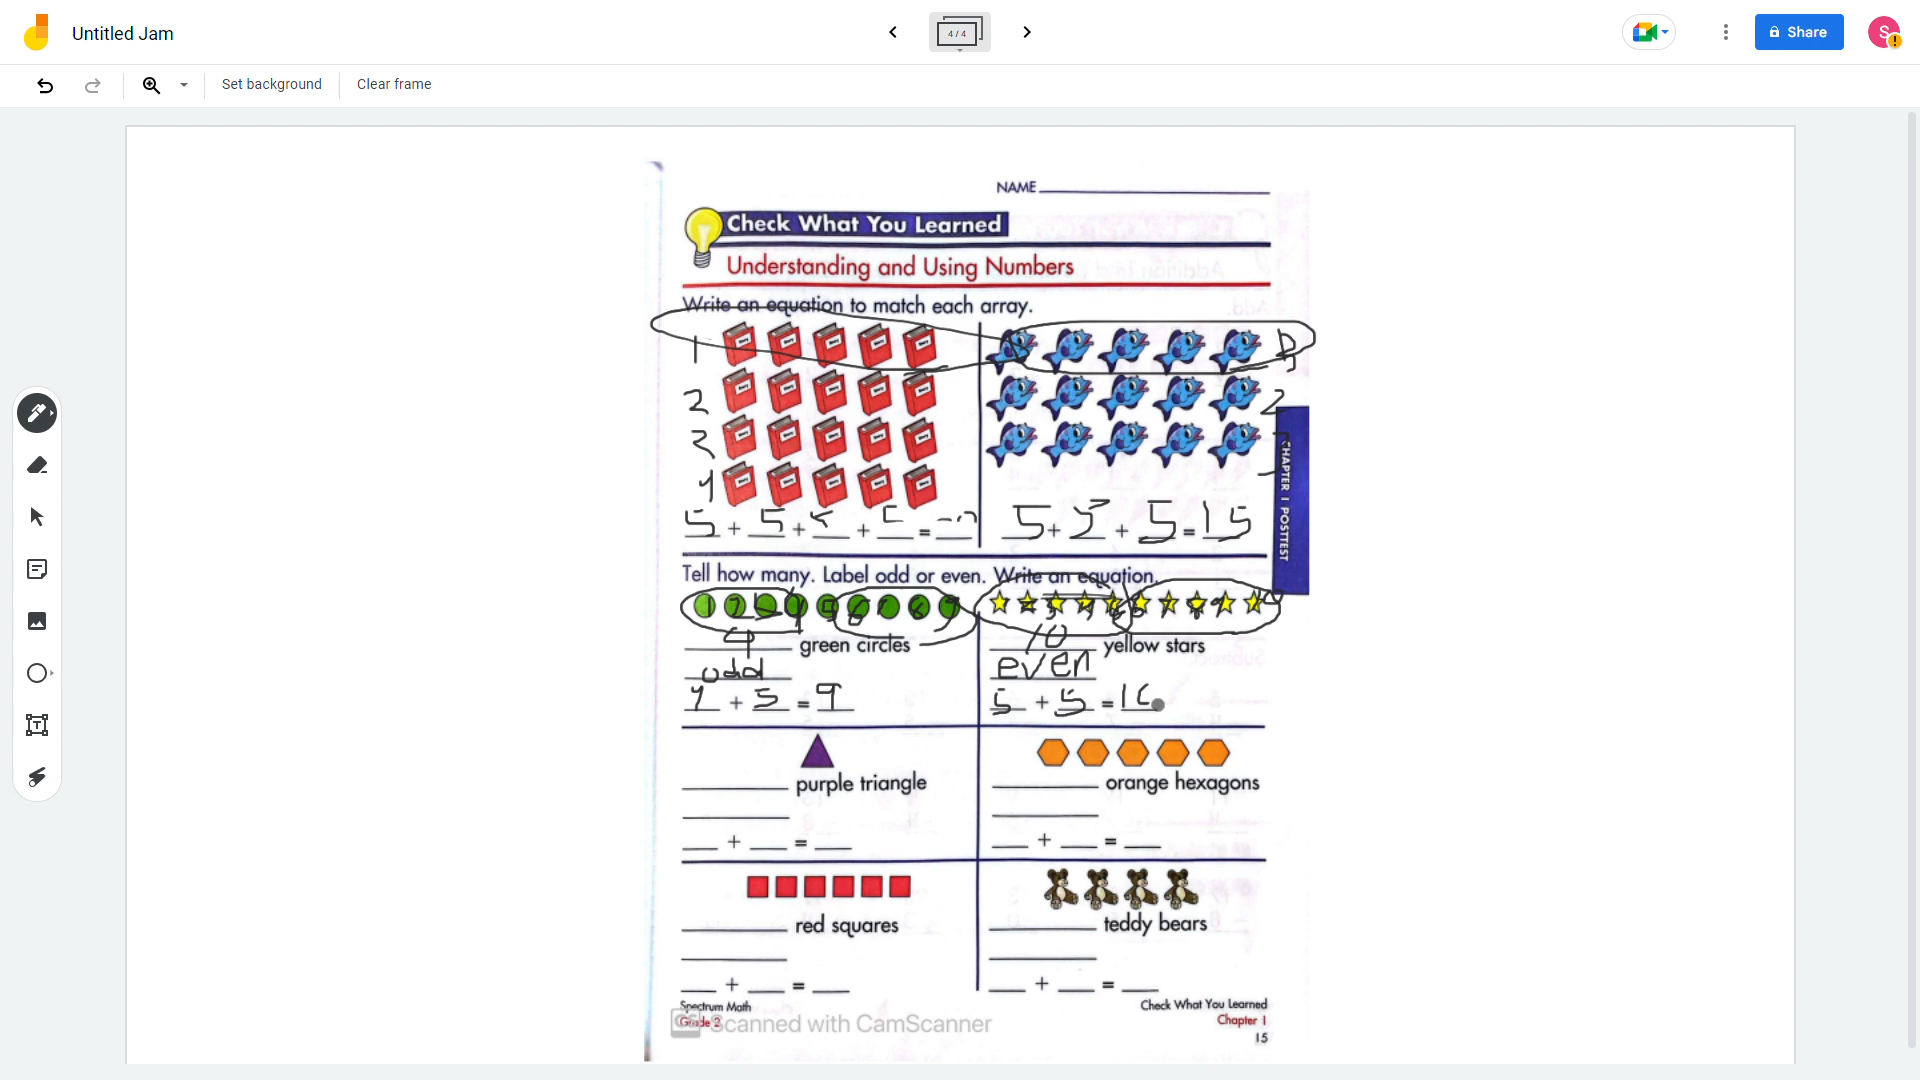 Untitled Jam
4 / 4
Share
S
Set background
Clear frame
NAME
Check What You Learned
Understanding and Using Numbers
Write an equation to match each array.
1
2
2
5 + 5 + 5 + 5 =
5 + 5 + 5 = 15
CHAPTER 1 POSTTEST
Tell how many. Label odd or even. Write an equation.
green circles
odd
4 + 5 = 9
10 yellow stars
even
5 + 5 = 10
purple triangle
+ =
orange hexagons
+ =
red squares
+ =
teddy bears
+ =
Spectrum Math
Grade 2
Check What You Learned
Chapter 1
15
CS Scanned with CamScanner